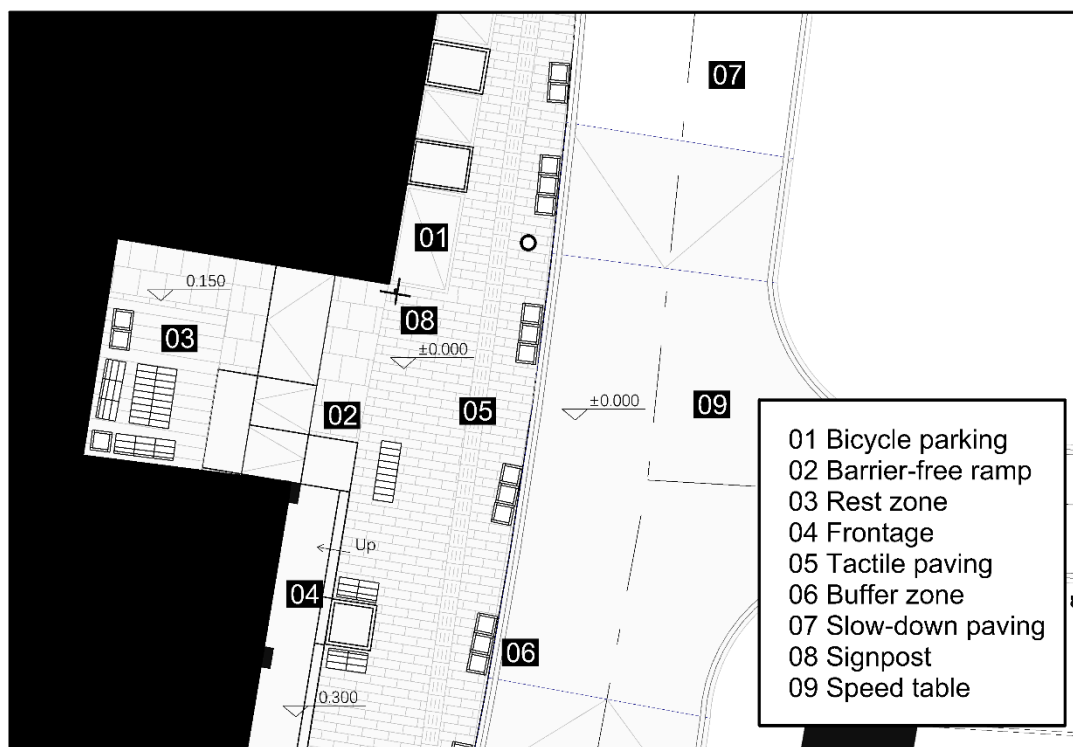 07
01
0.150
08
03
±0.000
±0.000
09
05
02
Up
04
06
0.300
01 Bicycle parking
02 Barrier-free ramp
03 Rest zone
04 Frontage
05 Tactile paving
06 Buffer zone
07 Slow-down paving
08 Signpost
09 Speed table